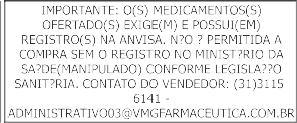 IMPORTANTE: O(S) MEDICAMENTOS(S)
OFERTADO(S) EXIGE(M) E POSSUI(EM)
REGISTRO(S) NA ANVISA. N?O ? PERMITIDA A
COMPRA SEM O REGISTRO NO MINIST?RIO DA
SA?DE(MANIPULADO) CONFORME LEGISLA??O
SANIT?RIA. CONTATO DO VENDEDOR: (31)3115
6141 -
ADMINISTRATIVO03@VMGFARMACEUTICA.COM.BR